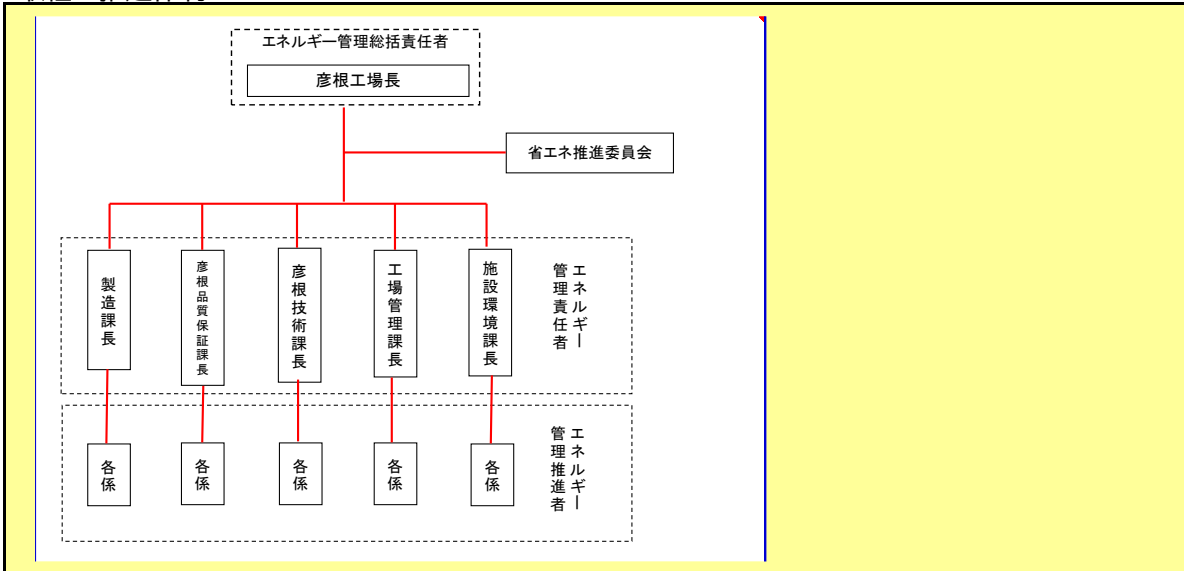 エネルギー管理総括責任者
彦根工場長
省エネ推進委員会
製造課長
彦根品質保証課長
彦根技術課長
工場管理課長
施設環境課長
エネルギー
管理責任者
各係
各係
各係
各係
各係
エネルギー
管理推進者